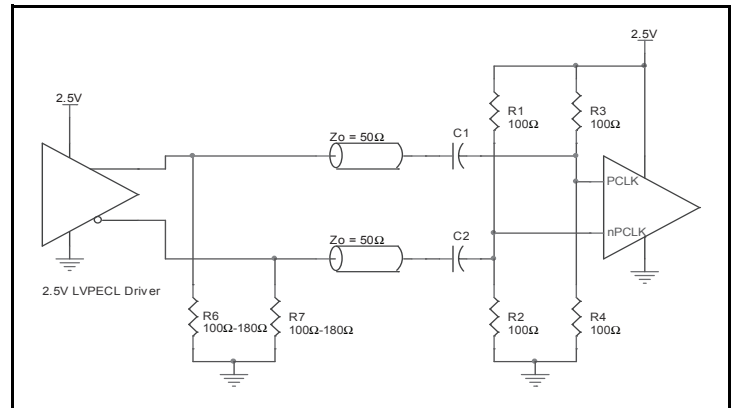 2.5V
2.5V
R1
100Ω
R3
100Ω
C1
Zo = 50Ω
PCLK
nPCLK
C2
Zo = 50Ω
2.5V LVPECL Driver
R6
100Ω-180Ω
R7
100Ω-180Ω
R2
100Ω
R4
100Ω